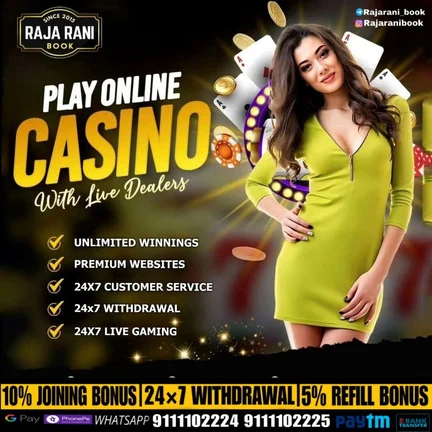 SINCE 2015
RAJA RANI
BOOK
@Rajarani_book
@Rajaranibook
PLAY ONLINE
CASINO
With Live Dealers
UNLIMITED WINNINGS
PREMIUM WEBSITES
24X7 CUSTOMER SERVICE
24x7 WITHDRAWAL
24X7 LIVE GAMING
10% JOINING BONUS | 24×7 WITHDRAWAL | 5% REFILL BONUS
G Pay PhonePe WHATSAPP 9111102224 9111102225 paytm BANK TRANSFER